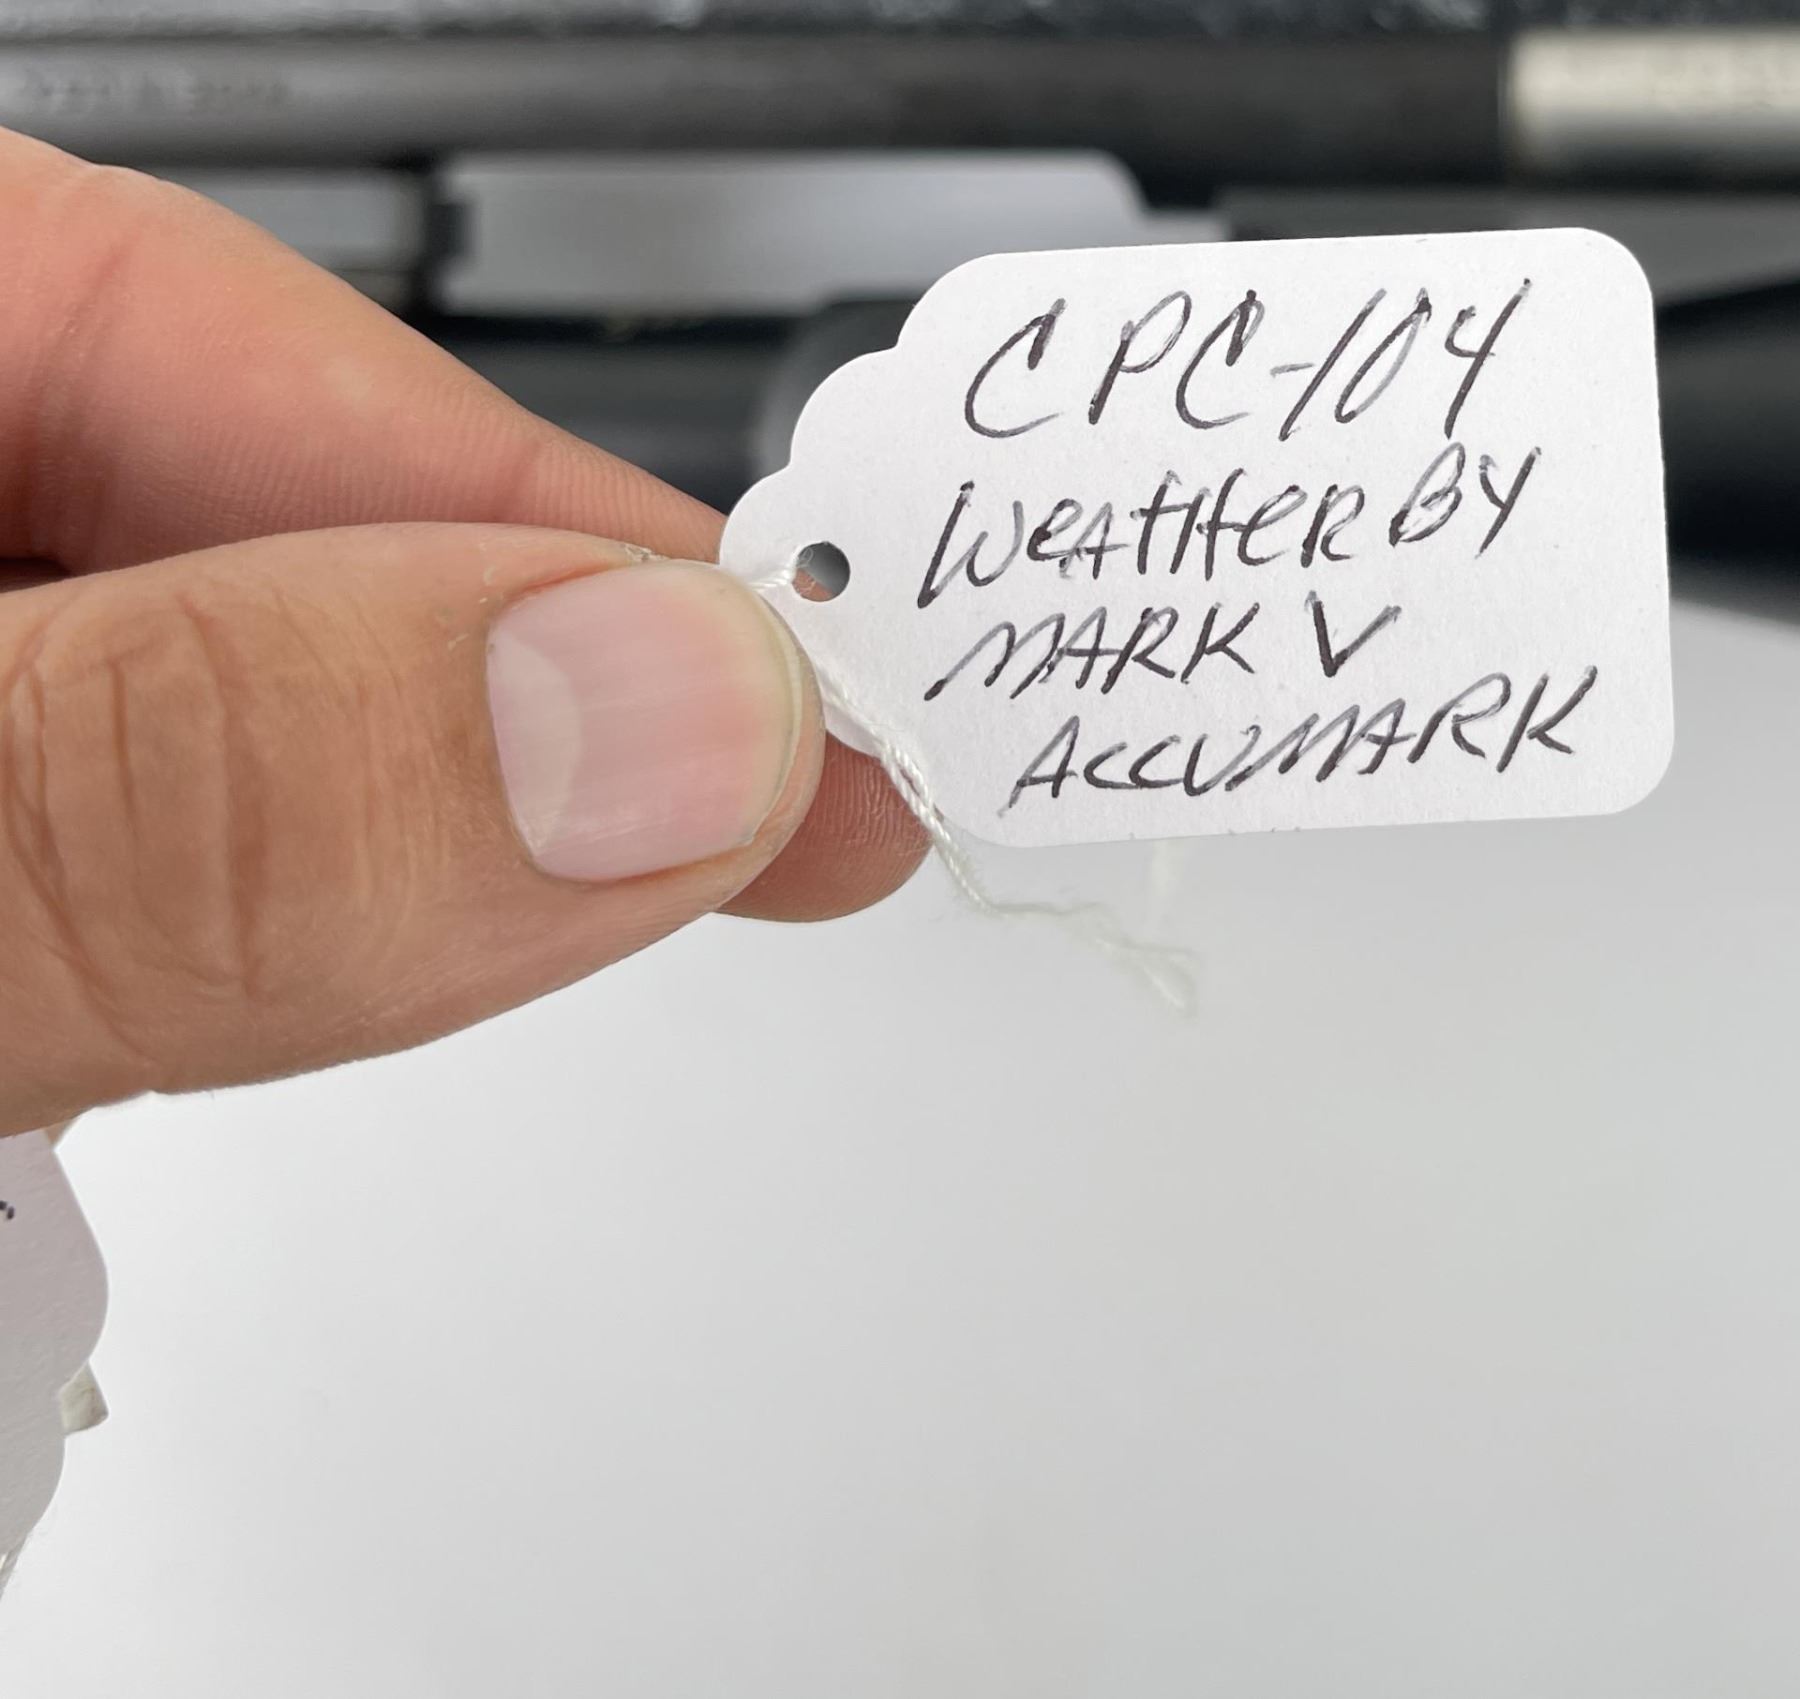 CPC-104
WeATHeR BY
MARK V
ACCUMARK